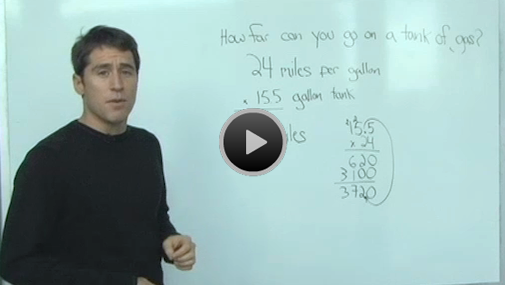 How far can you go on a tank of gas?
24 miles per gallon
x 15.5 gallon tank
15.5
x 24
620
3100
3720